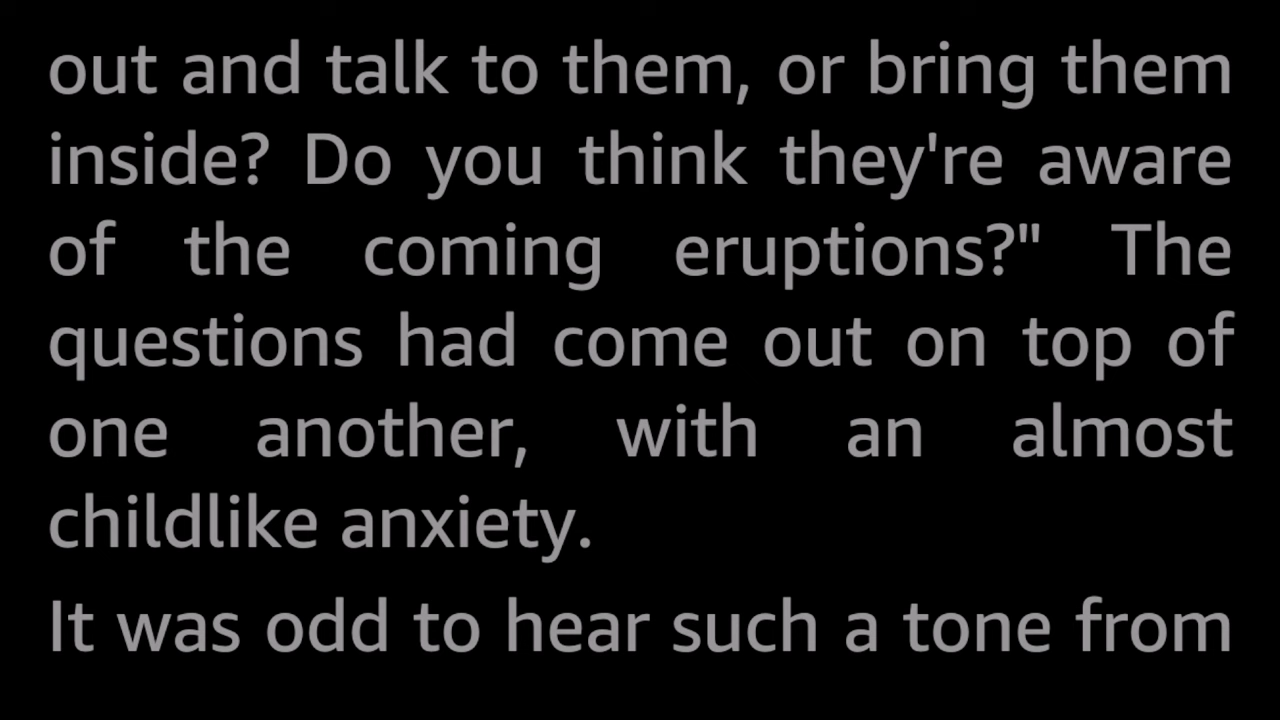 out and talk to them, or bring them
inside? Do you think they're aware
of the coming eruptions?" The
questions had come out on top of
one another, with an almost
childlike anxiety.
It was odd to hear such a tone from